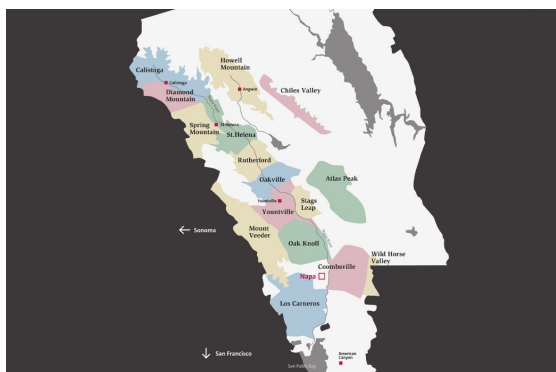 Howell
Mountain
Calistoga
Calistoga
Diamond
Mountain
Angwin
Chiles Valley
Spring
Mountain
St. Helena
St.Helena
Rutherford
Oakville
Atlas Peak
Yountville
Stags
Leap
Yountville
Mount
Veeder
← Sonoma
Oak Knoll
Wild Horse
Valley
Coombsville
Napa
Los Carneros
↓ San Francisco
American
Canyon
San Pablo Bay